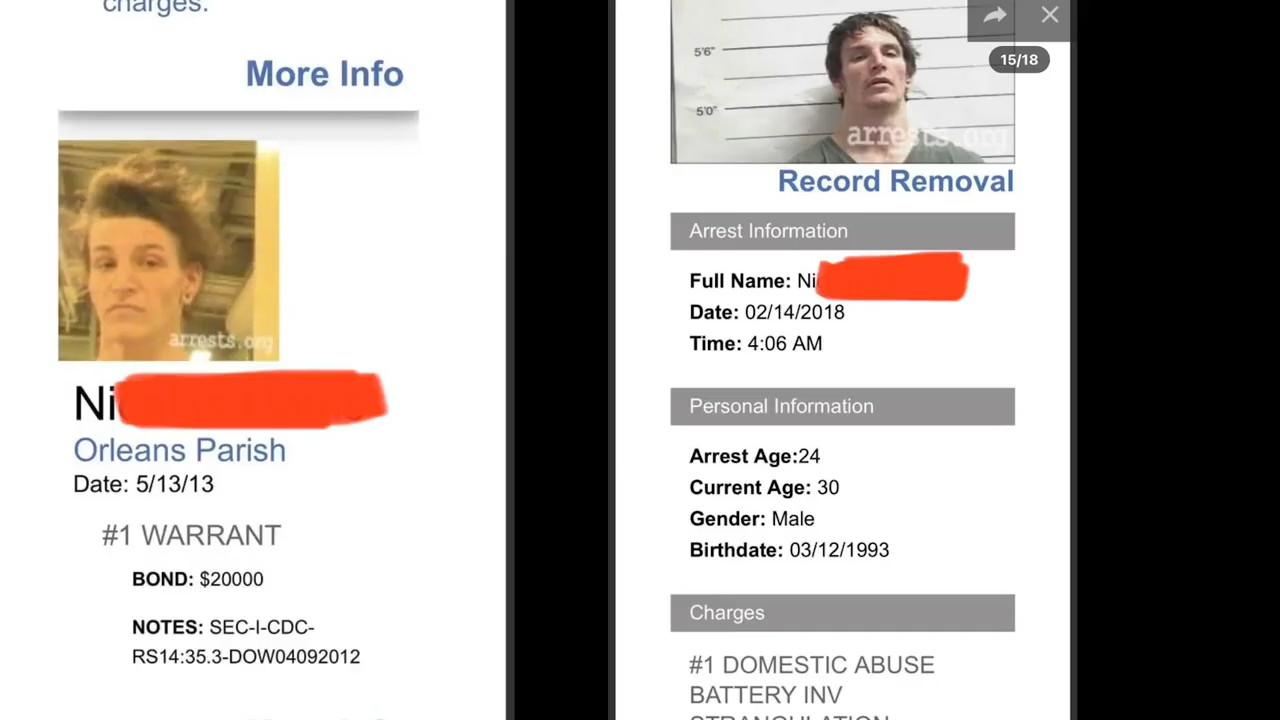 charges.
More Info
arrests.org
Ni
Orleans Parish
Date: 5/13/13
#1 WARRANT
BOND: $20000
NOTES: SEC-I-CDC-
RS14:35.3-DOW04092012
15/18
5'6"
5'0"
arrests.org
Record Removal
Arrest Information
Full Name: Ni
Date: 02/14/2018
Time: 4:06 AM
Personal Information
Arrest Age:24
Current Age: 30
Gender: Male
Birthdate: 03/12/1993
Charges
#1 DOMESTIC ABUSE
BATTERY INV
STRANGULATION